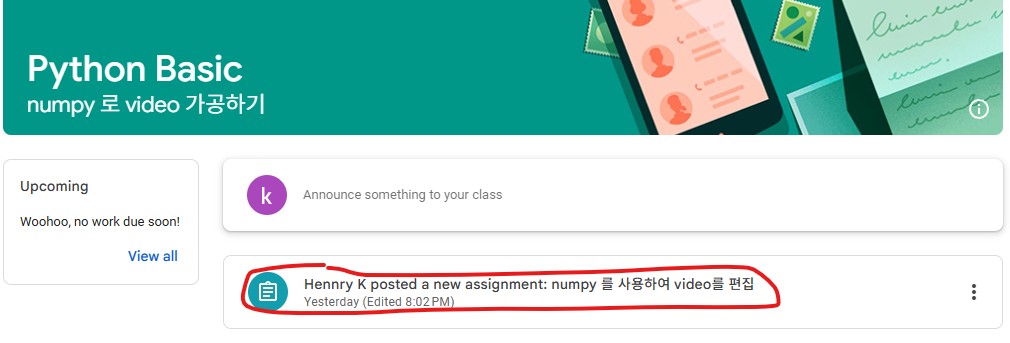 Python Basic
numpy 로 video 가공하기
Upcoming
Woohoo, no work due soon!
View all
k
Announce something to your class
Hennry K posted a new assignment: numpy 를 사용하여 video를 편집
Yesterday (Edited 8:02 PM)